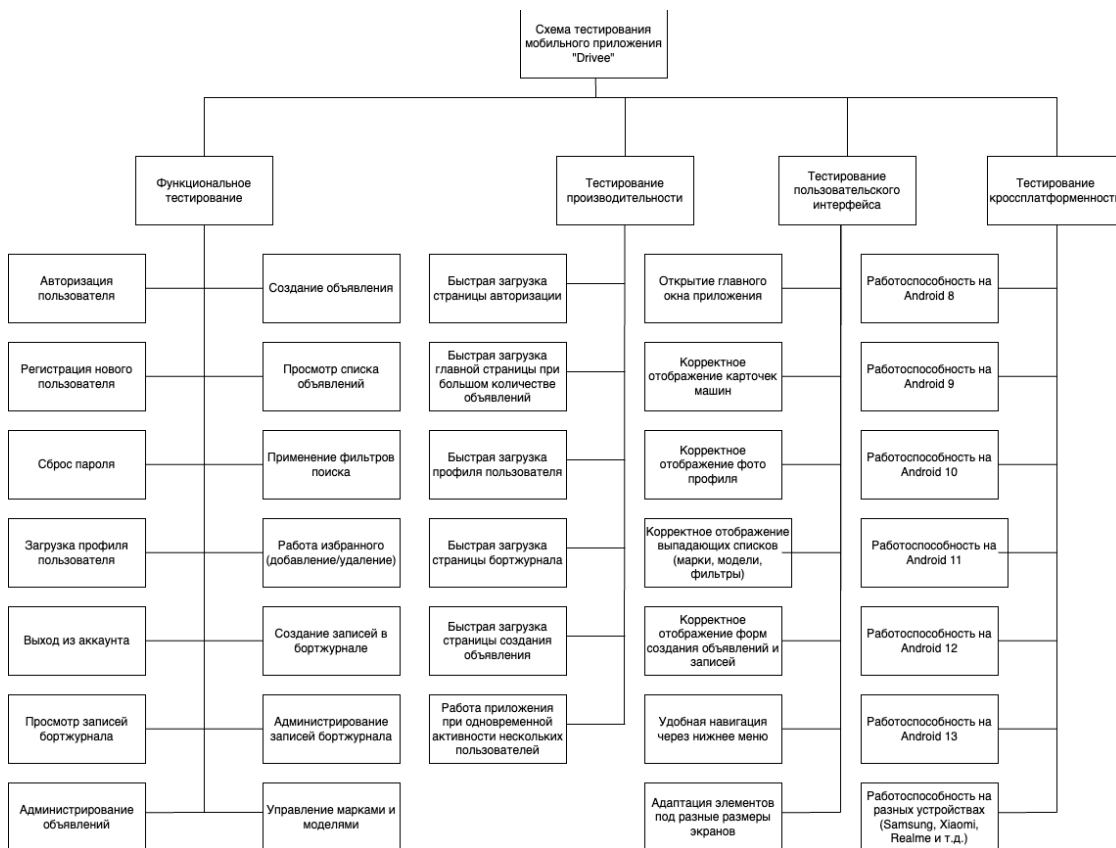 Схема тестирования
мобильного приложения
"Drivee"
Функциональное
тестирование
Тестирование
производительности
Тестирование
пользовательского
интерфейса
Тестирование
кроссплатформенность
Авторизация
пользователя
Создание объявления
Быстрая загрузка
страницы авторизации
Открытие главного
окна приложения
Работоспособность на
Android 8
Регистрация нового
пользователя
Просмотр списка
объявлений
Быстрая загрузка
главной страницы при
большом количестве
объявлений
Корректное
отображение карточек
машин
Работоспособность на
Android 9
Сброс пароля
Применение фильтров
поиска
Быстрая загрузка
профиля пользователя
Корректное
отображение фото
профиля
Работоспособность на
Android 10
Загрузка профиля
пользователя
Работа избранного
(добавление/удаление)
Быстрая загрузка
страницы бортжурнала
Корректное отображение
выпадающих списков
(марки, модели,
фильтры)
Работоспособность на
Android 11
Выход из аккаунта
Создание записей в
бортжурнале
Быстрая загрузка
страницы создания
объявления
Корректное
отображение форм
создания объявлений и
записей
Работоспособность на
Android 12
Просмотр записей
бортжурнала
Администрирование
записей бортжурнала
Работа приложения
при одновременной
активности нескольких
пользователей
Удобная навигация
через нижнее меню
Работоспособность на
Android 13
Администрирование
объявлений
Управление марками и
моделями
Адаптация элементов
под разные размеры
экранов
Работоспособность на
разных устройствах
(Samsung, Xiaomi,
Realme и т.д.)